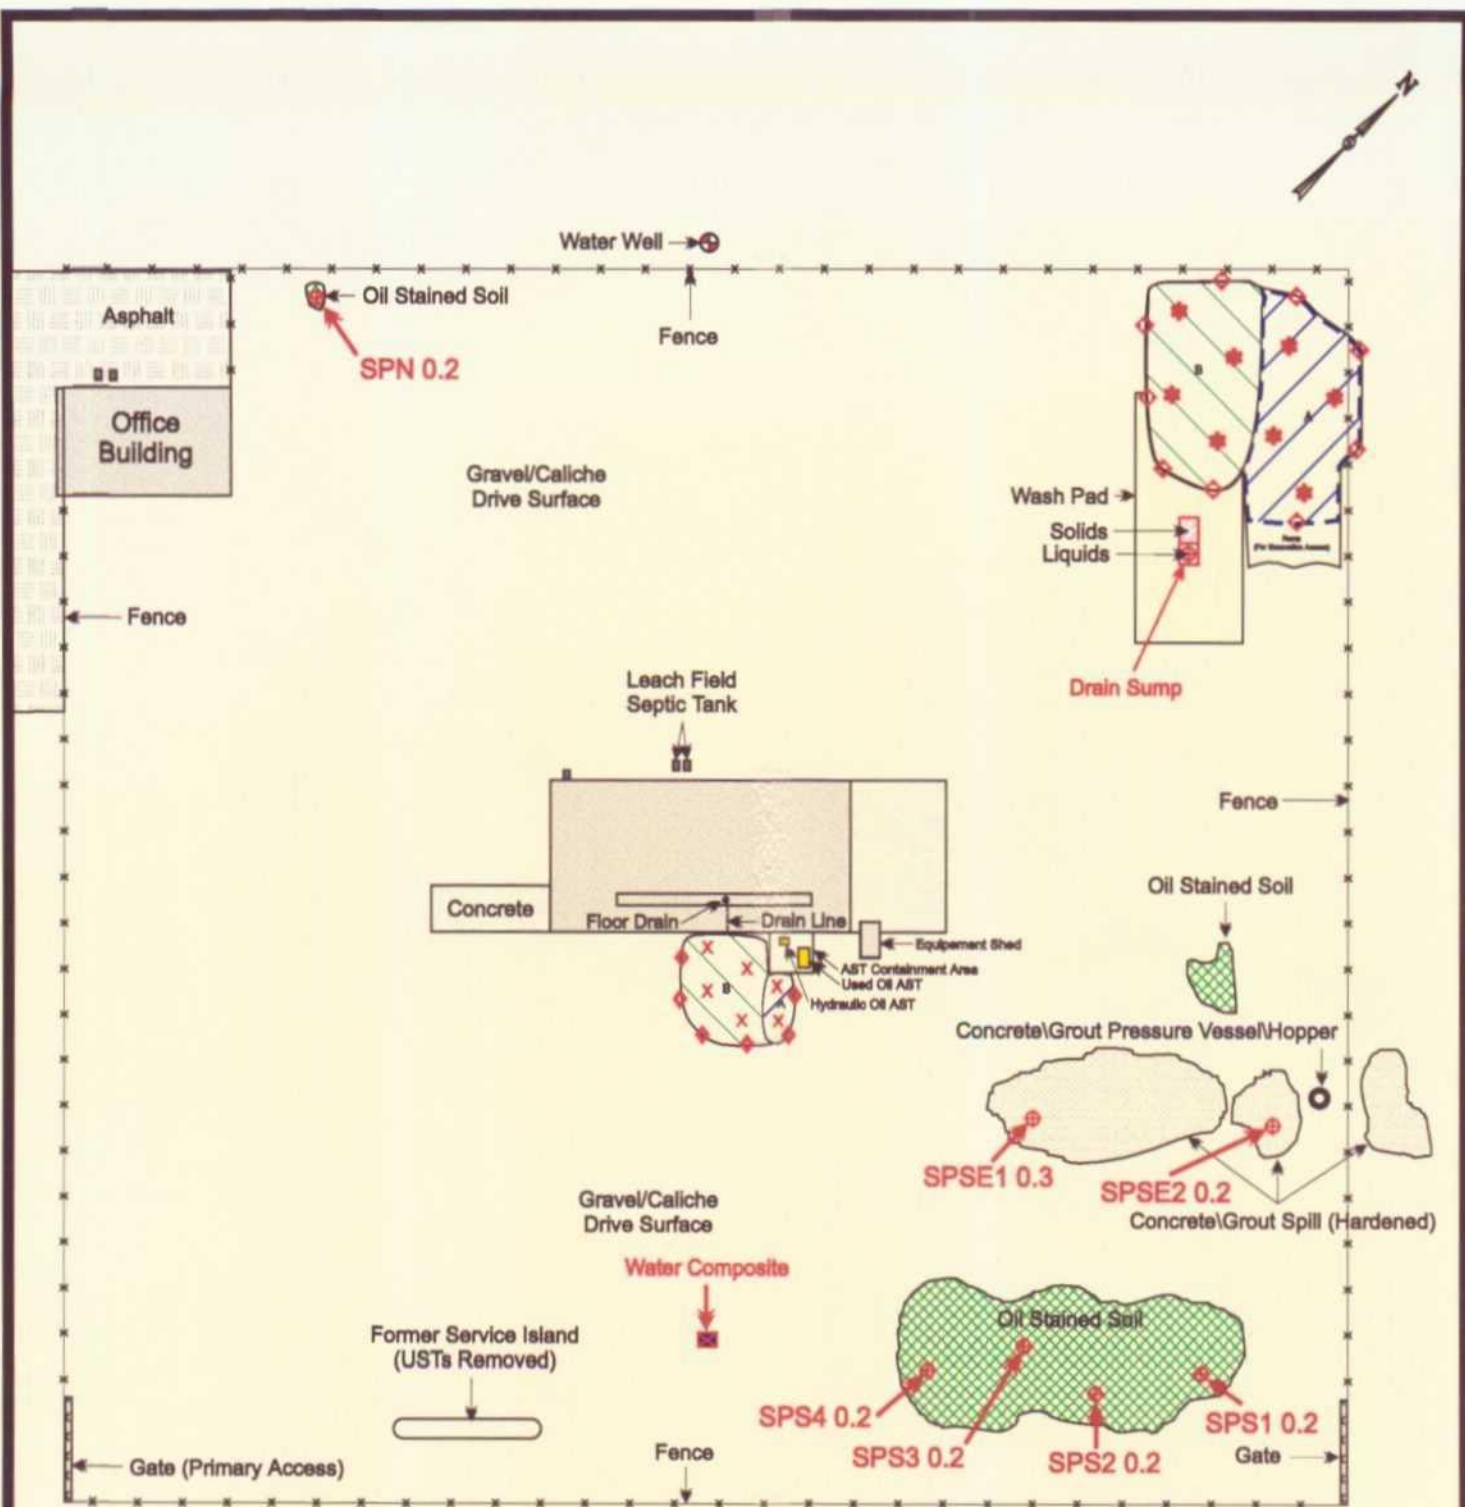 N
Water Well
Asphalt
Oil Stained Soil
Fence
SPN 0.2
Office
Building
B
A
Gravel/Caliche
Drive Surface
Wash Pad
Solids
Liquids
Fence
Drain Sump
Leach Field
Septic Tank
Fence
Oil Stained Soil
Concrete
Floor Drain
Drain Line
Equipement Shed
AST Containment Area
Used Oil AST
Hydraulic Oil AST
B
A
Concrete\Grout Pressure Vessel\Hopper
SPSE1 0.3
SPSE2 0.2
Concrete\Grout Spill (Hardened)
Gravel/Caliche
Drive Surface
Water Composite
Oil Stained Soil
Former Service Island
(USTs Removed)
SPS4 0.2
SPS3 0.2
SPS2 0.2
SPS1 0.2
Gate (Primary Access)
Fence
Gate